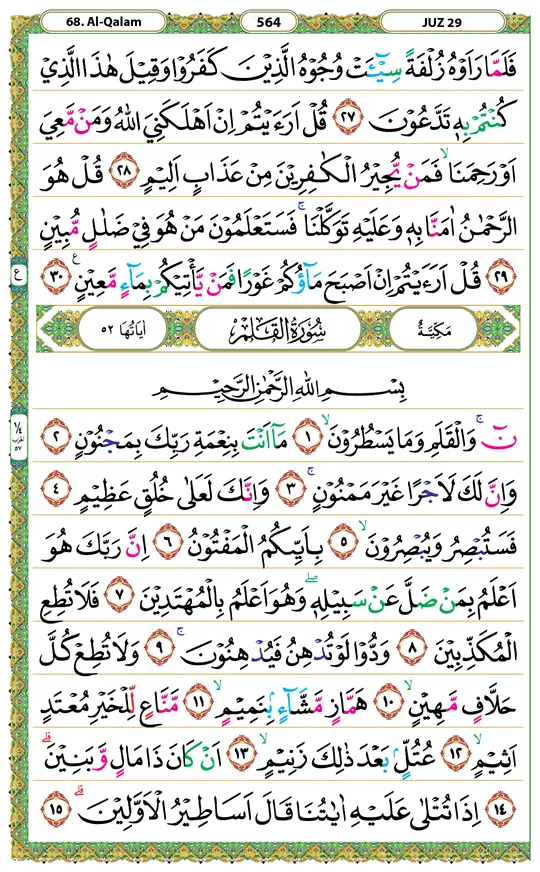 68. Al-Qalam 564 JUZ 29
فَلَمَّا رَاَوْهُ زُلْفَةً سِيْٓـَٔتْ وُجُوْهُ الَّذِيْنَ كَفَرُوْا وَقِيْلَ هٰذَا الَّذِيْ
كُنْتُمْ بِهٖ تَدَّعُوْنَ ٢٧ قُلْ اَرَءَيْتُمْ اِنْ اَهْلَكَنِيَ اللّٰهُ وَمَنْ مَّعِيَ
اَوْ رَحِمَنَا ۙ فَمَنْ يُّجِيْرُ الْكٰفِرِيْنَ مِنْ عَذَابٍ اَلِيْمٍ ٢٨ قُلْ هُوَ
الرَّحْمٰنُ اٰمَنَّا بِهٖ وَعَلَيْهِ تَوَكَّلْنَا ۚ فَسَتَعْلَمُوْنَ مَنْ هُوَ فِيْ ضَلٰلٍ مُّبِيْنٍ
٢٩ قُلْ اَرَءَيْتُمْ اِنْ اَصْبَحَ مَآؤُكُمْ غَوْرًا فَمَنْ يَّأْتِيْكُمْ بِمَآءٍ مَّعِيْنٍ ٣٠
ع
مَكِّيَّةٌ سُوْرَةُ الْقَلَمِ اٰيَاتُهَا ٥٢
بِسْمِ اللّٰهِ الرَّحْمٰنِ الرَّحِيْمِ
نۤ ۚ وَالْقَلَمِ وَمَا يَسْطُرُوْنَ ۙ ١ مَآ اَنْتَ بِنِعْمَةِ رَبِّكَ بِمَجْنُوْنٍ ٢
¼ الحزب ٥٧
وَاِنَّ لَكَ لَاَجْرًا غَيْرَ مَمْنُوْنٍ ۚ ٣ وَاِنَّكَ لَعَلٰى خُلُقٍ عَظِيْمٍ ٤
فَسَتُبْصِرُ وَيُبْصِرُوْنَ ۙ ٥ بِاَيِّىكُمُ الْمَفْتُوْنُ ٦ اِنَّ رَبَّكَ هُوَ
اَعْلَمُ بِمَنْ ضَلَّ عَنْ سَبِيْلِهٖ ۖ وَهُوَ اَعْلَمُ بِالْمُهْتَدِيْنَ ٧ فَلَا تُطِعِ
الْمُكَذِّبِيْنَ ٨ وَدُّوْا لَوْ تُدْهِنُ فَيُدْهِنُوْنَ ۚ ٩ وَلَا تُطِعْ كُلَّ
حَلَّافٍ مَّهِيْنٍ ۙ ١٠ هَمَّازٍ مَّشَّآءٍ ۢ بِنَمِيْمٍ ۙ ١١ مَّنَّاعٍ لِّلْخَيْرِ مُعْتَدٍ
اَثِيْمٍ ۙ ١٢ عُتُلٍّ ۢ بَعْدَ ذٰلِكَ زَنِيْمٍ ۙ ١٣ اَنْ كَانَ ذَا مَالٍ وَّبَنِيْنَ ۗ
١٤ اِذَا تُتْلٰى عَلَيْهِ اٰيٰتُنَا قَالَ اَسَاطِيْرُ الْاَوَّلِيْنَ ۗ ١٥